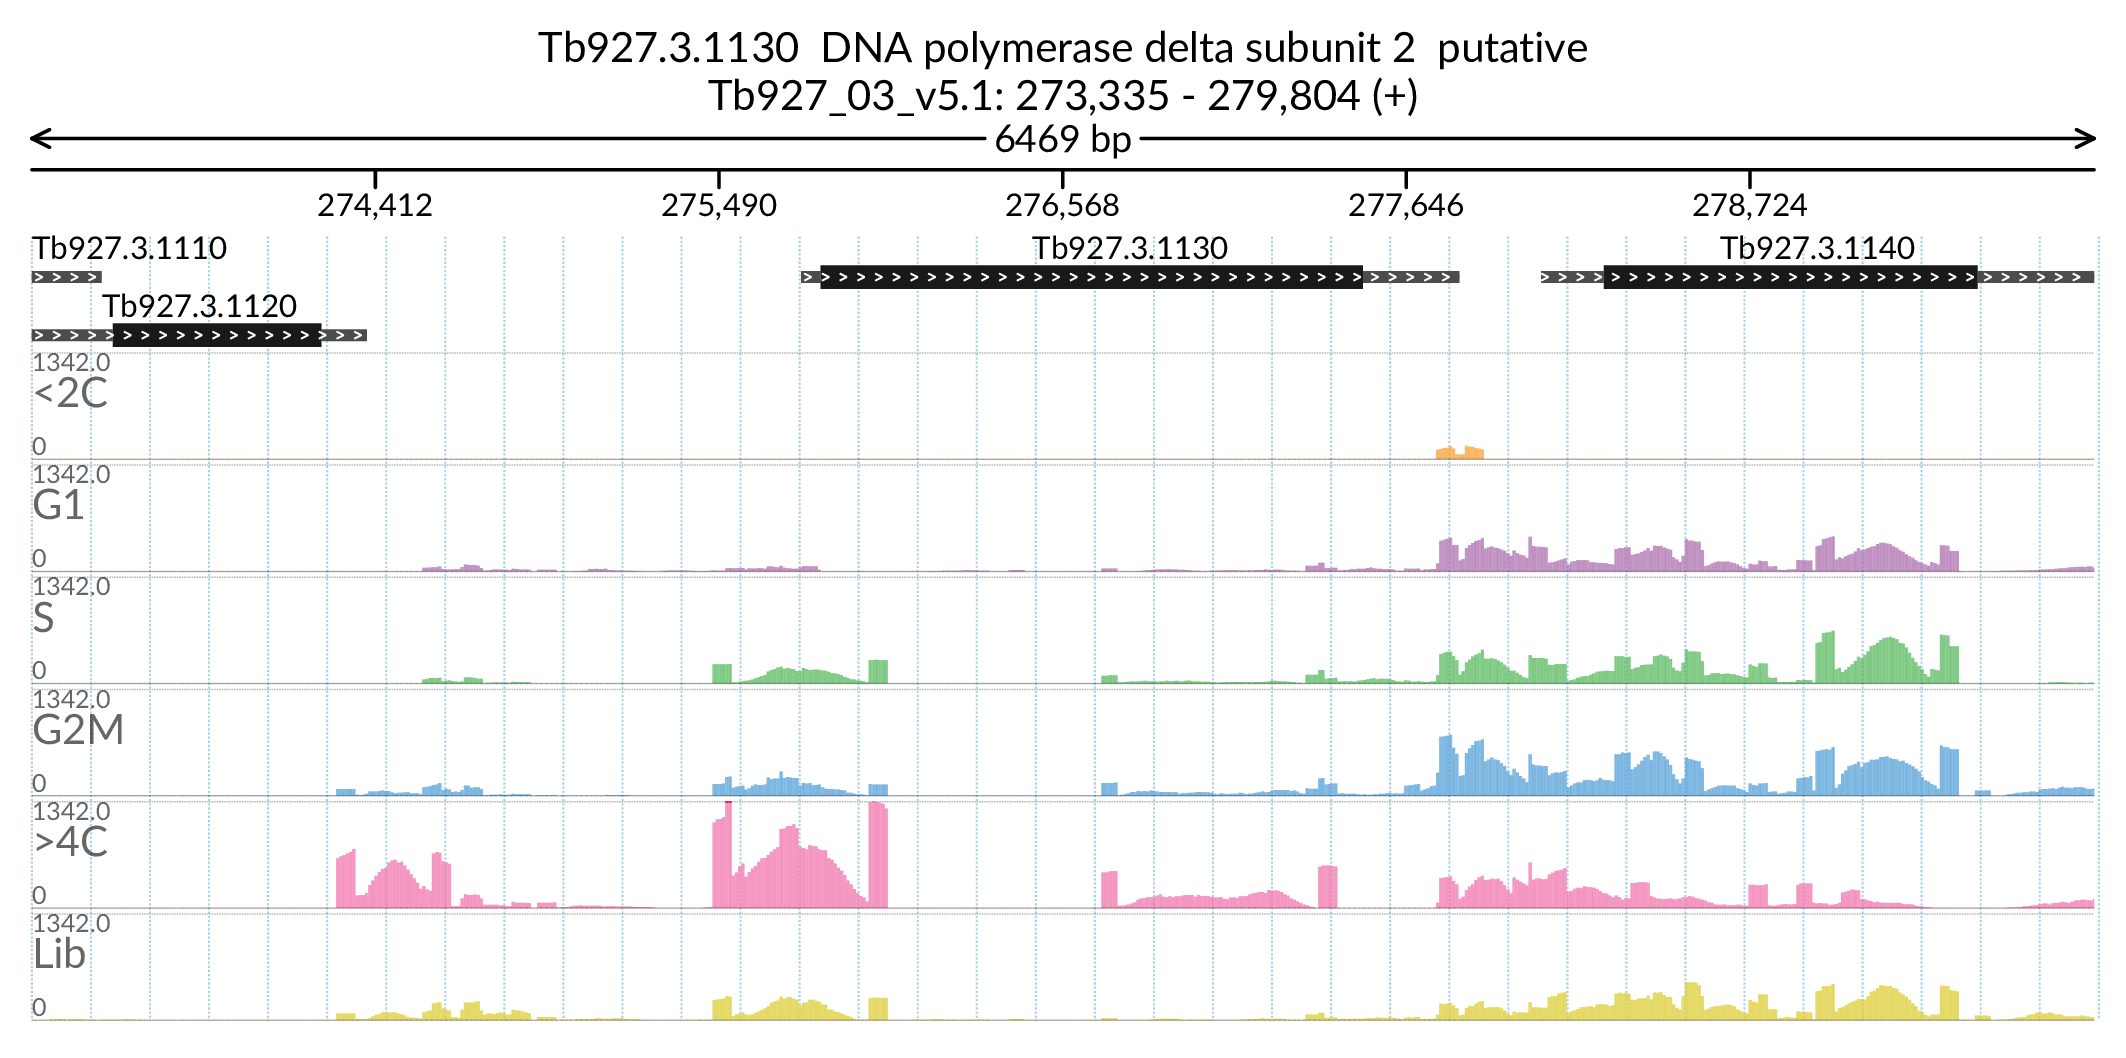 Tb927.3.1130  DNA polymerase delta subunit 2  putative
Tb927_03_v5.1: 273,335 - 279,804 (+)
6469 bp
274,412 275,490 276,568 277,646 278,724
Tb927.3.1110 Tb927.3.1130 Tb927.3.1140
Tb927.3.1120
1342.0
<2C
0
1342.0
G1
0
1342.0
S
0
1342.0
G2M
0
1342.0
>4C
0
1342.0
Lib
0